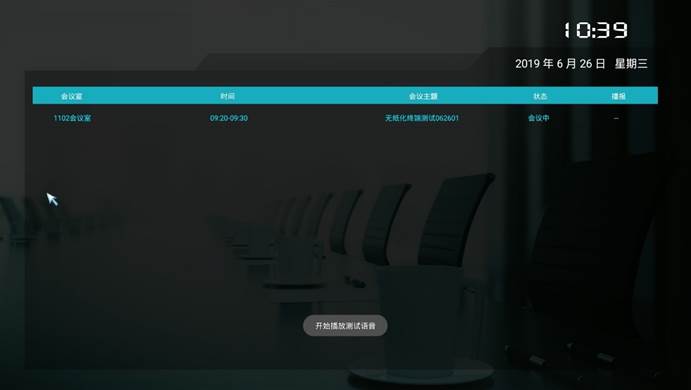 10:39
2019 年 6 月 26 日 星期三
会议室 时间 会议主题 状态 播报
1102会议室 09:20-09:30 无纸化终端测试062601 会议中 --
开始播放测试语音